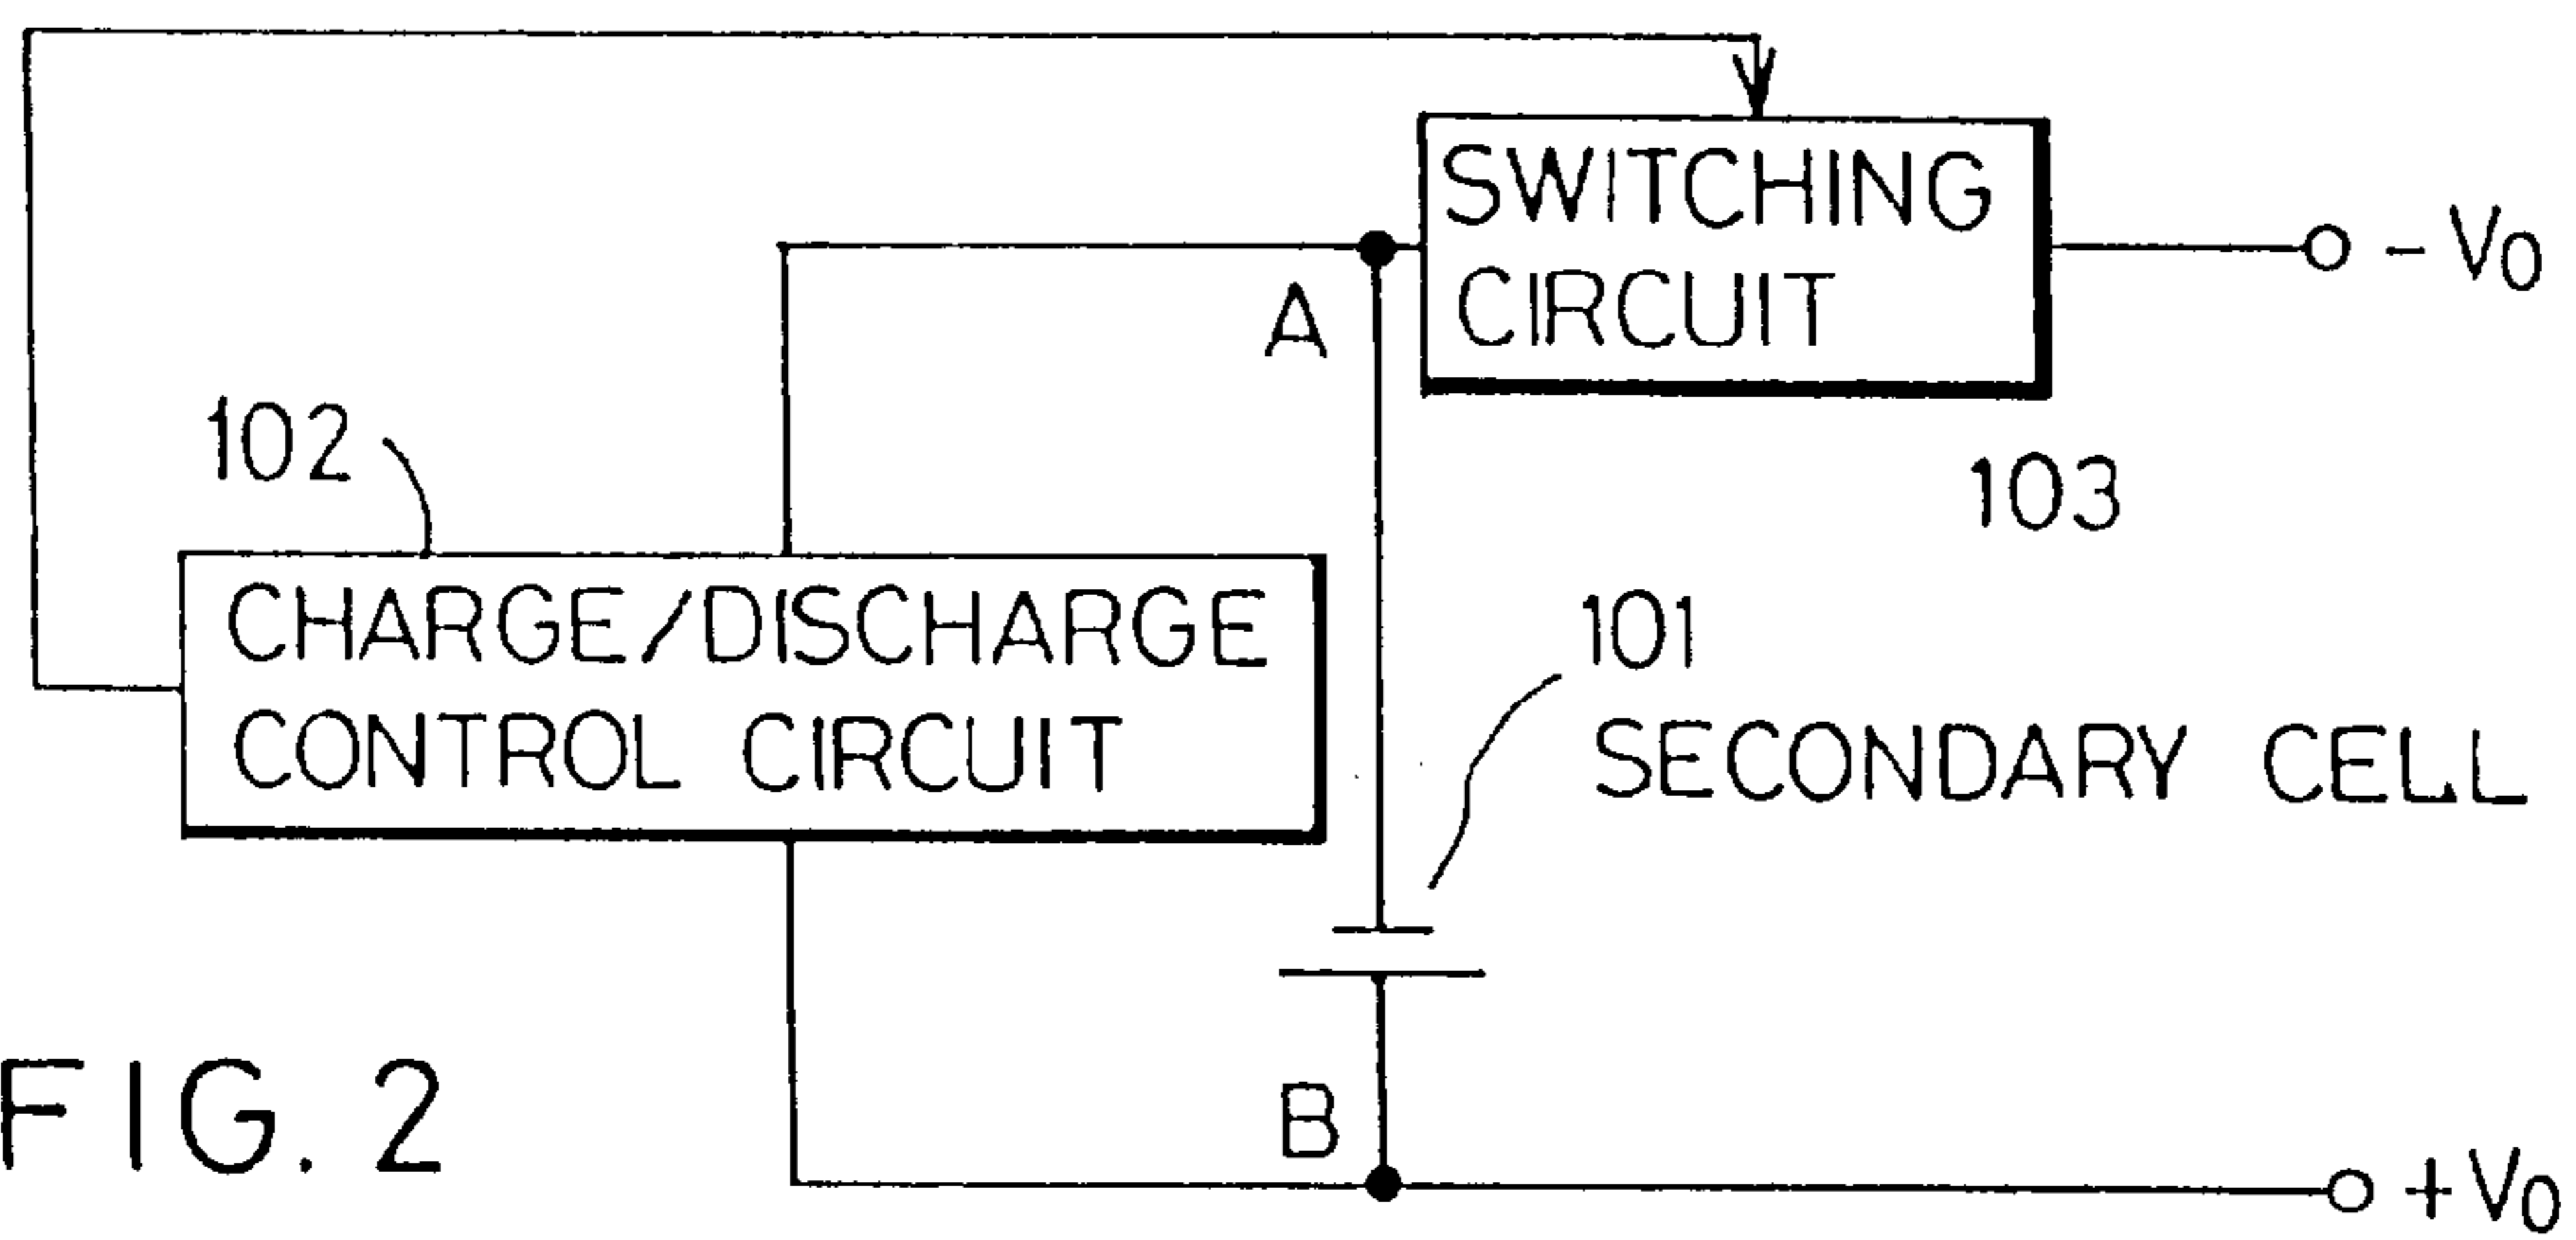 SWITCHING
CIRCUIT
- V0
A
102
103
CHARGE/DISCHARGE
CONTROL CIRCUIT
101
SECONDARY CELL
FIG. 2
B
+V0